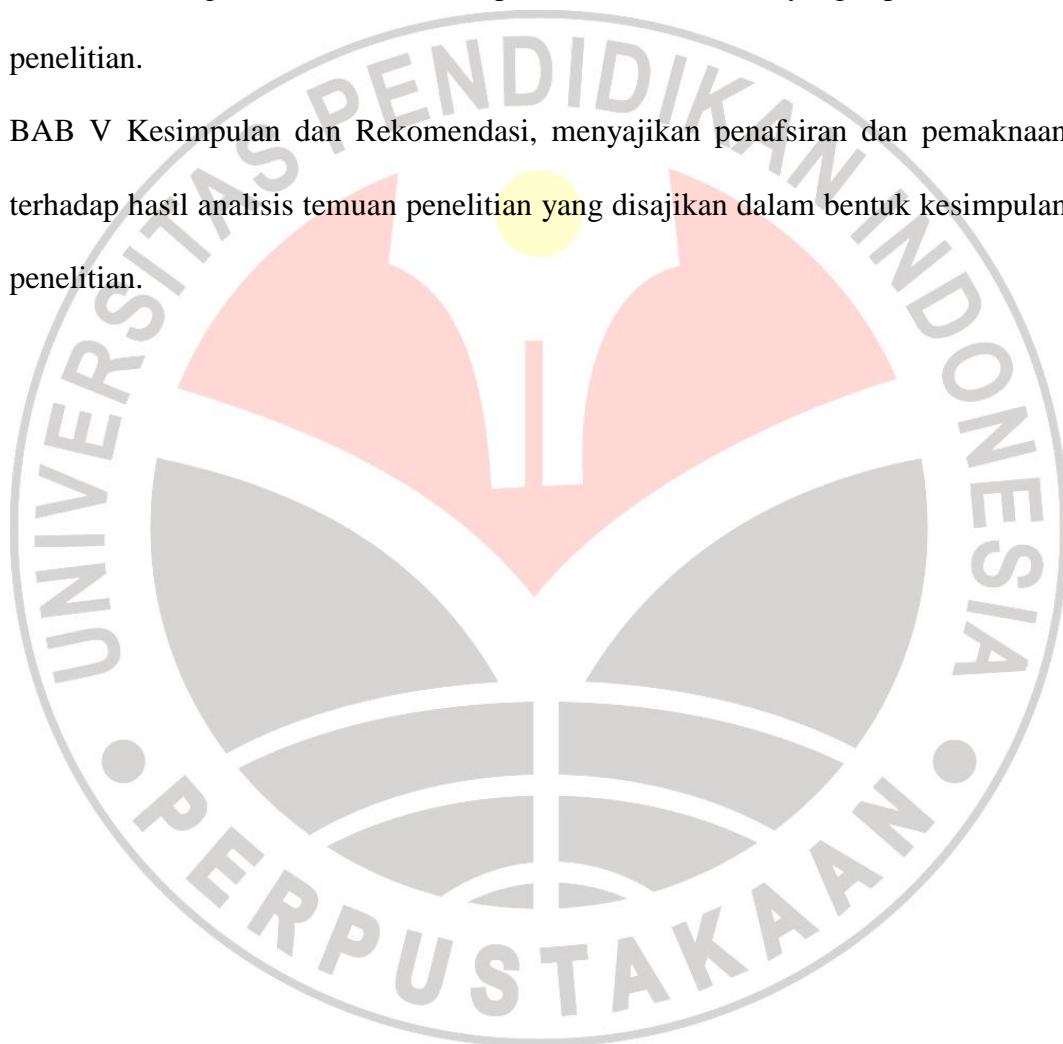 penelitian.
BAB V Kesimpulan dan Rekomendasi, menyajikan penafsiran dan pemaknaan
terhadap hasil analisis temuan penelitian yang disajikan dalam bentuk kesimpulan
penelitian.
UNIVERSITAS PENDIDIKAN INDONESIA
PERPUSTAKAAN